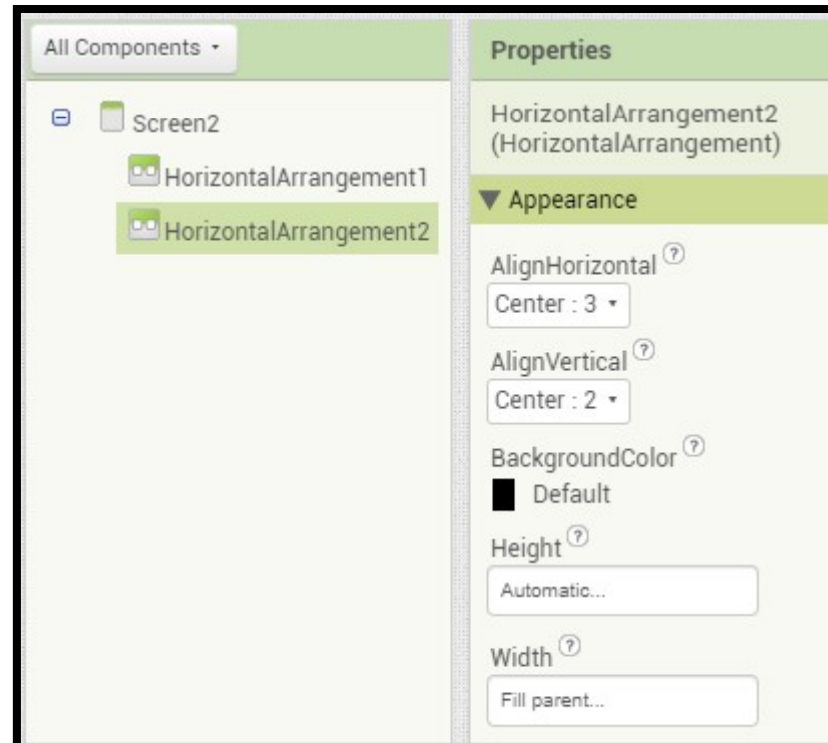 All Components
Screen2
HorizontalArrangement1
HorizontalArrangement2
Properties
HorizontalArrangement2
(HorizontalArrangement)
Appearance
AlignHorizontal ?
Center : 3
AlignVertical ?
Center : 2
BackgroundColor ?
Default
Height ?
Automatic...
Width ?
Fill parent...